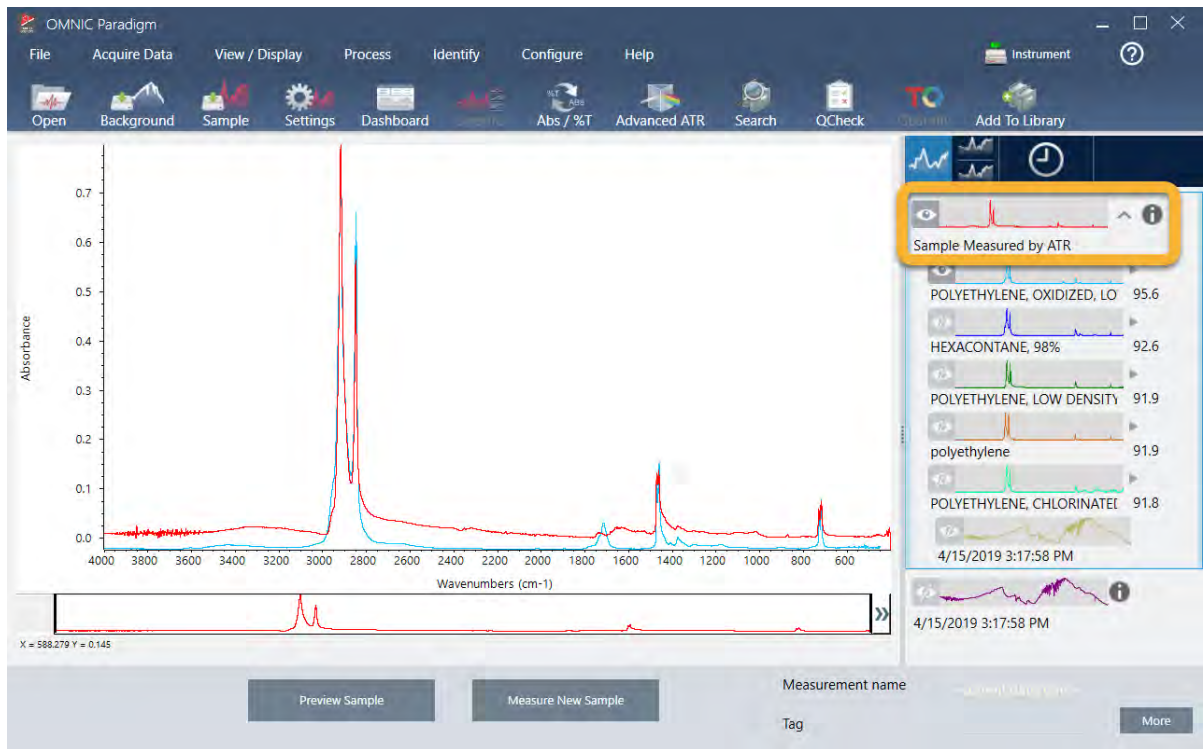 OMNIC Paradigm
File Acquire Data View / Display Process Identify Configure Help Instrument ?
%T ABS TQ
Open Background Sample Settings Dashboard Abs / %T Advanced ATR Search QCheck Add To Library
Sample Measured by ATR
POLYETHYLENE, OXIDIZED, LO 95.6
HEXACONTANE, 98% 92.6
POLYETHYLENE, LOW DENSITY 91.9
polyethylene 91.9
POLYETHYLENE, CHLORINATE 91.8
4/15/2019 3:17:58 PM
4/15/2019 3:17:58 PM
Absorbance
0.7
0.6
0.5
0.4
0.3
0.2
0.1
0.0
4000 3800 3600 3400 3200 3000 2800 2600 2400 2200 2000 1800 1600 1400 1200 1000 800 600
Wavenumbers (cm-1)
X = 588.279 Y = 0.145
Preview Sample Measure New Sample
Measurement name
Tag
More